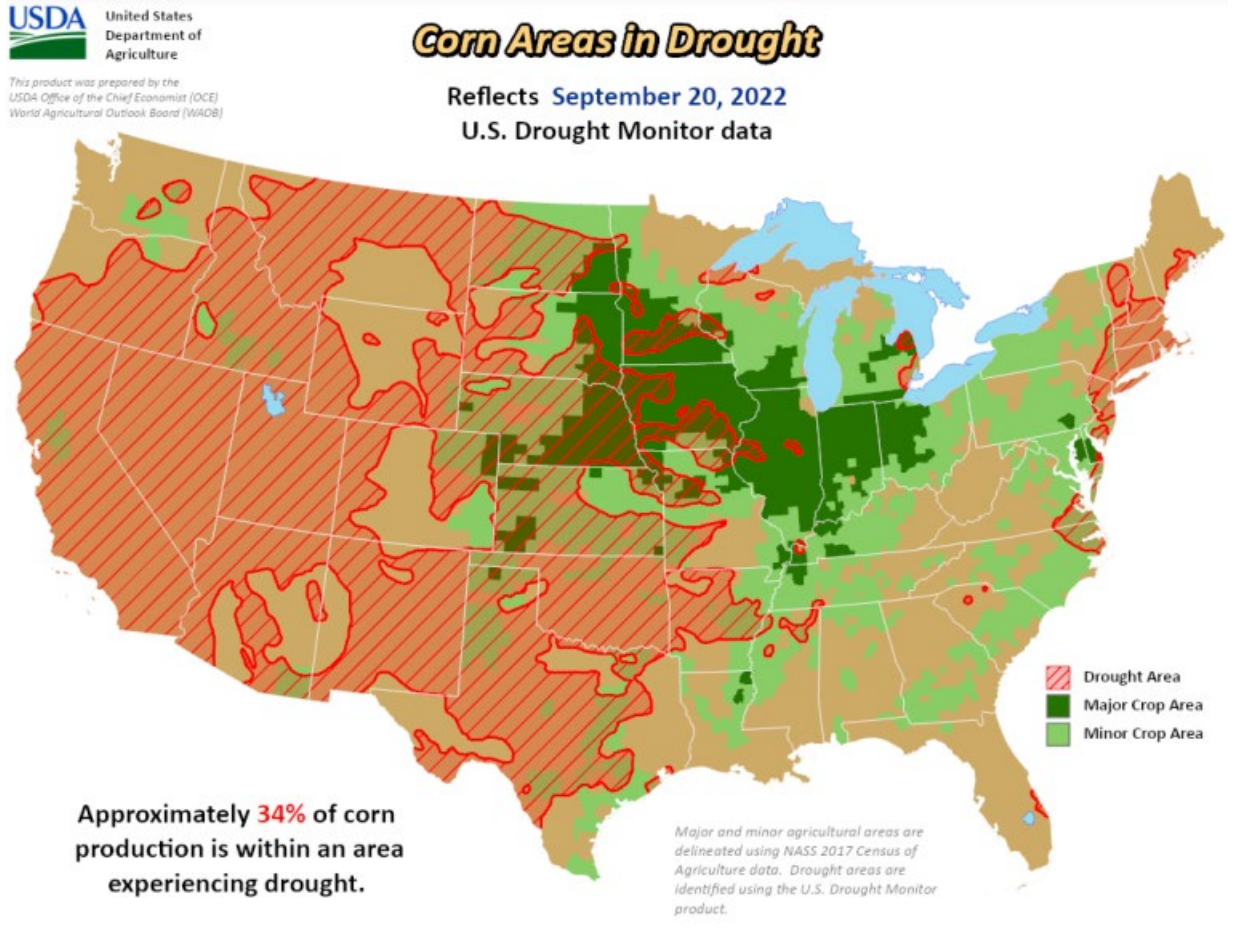 USDA
United States
Department of
Agriculture
This product was prepared by the
USDA Office of the Chief Economist (OCE)
World Agricultural Outlook Board (WAOB)
Corn Areas in Drought
Reflects September 20, 2022
U.S. Drought Monitor data
Drought Area
Major Crop Area
Minor Crop Area
Approximately 34% of corn
production is within an area
experiencing drought.
Major and minor agricultural areas are
delineated using NASS 2017 Census of
Agriculture data. Drought areas are
identified using the U.S. Drought Monitor
product.